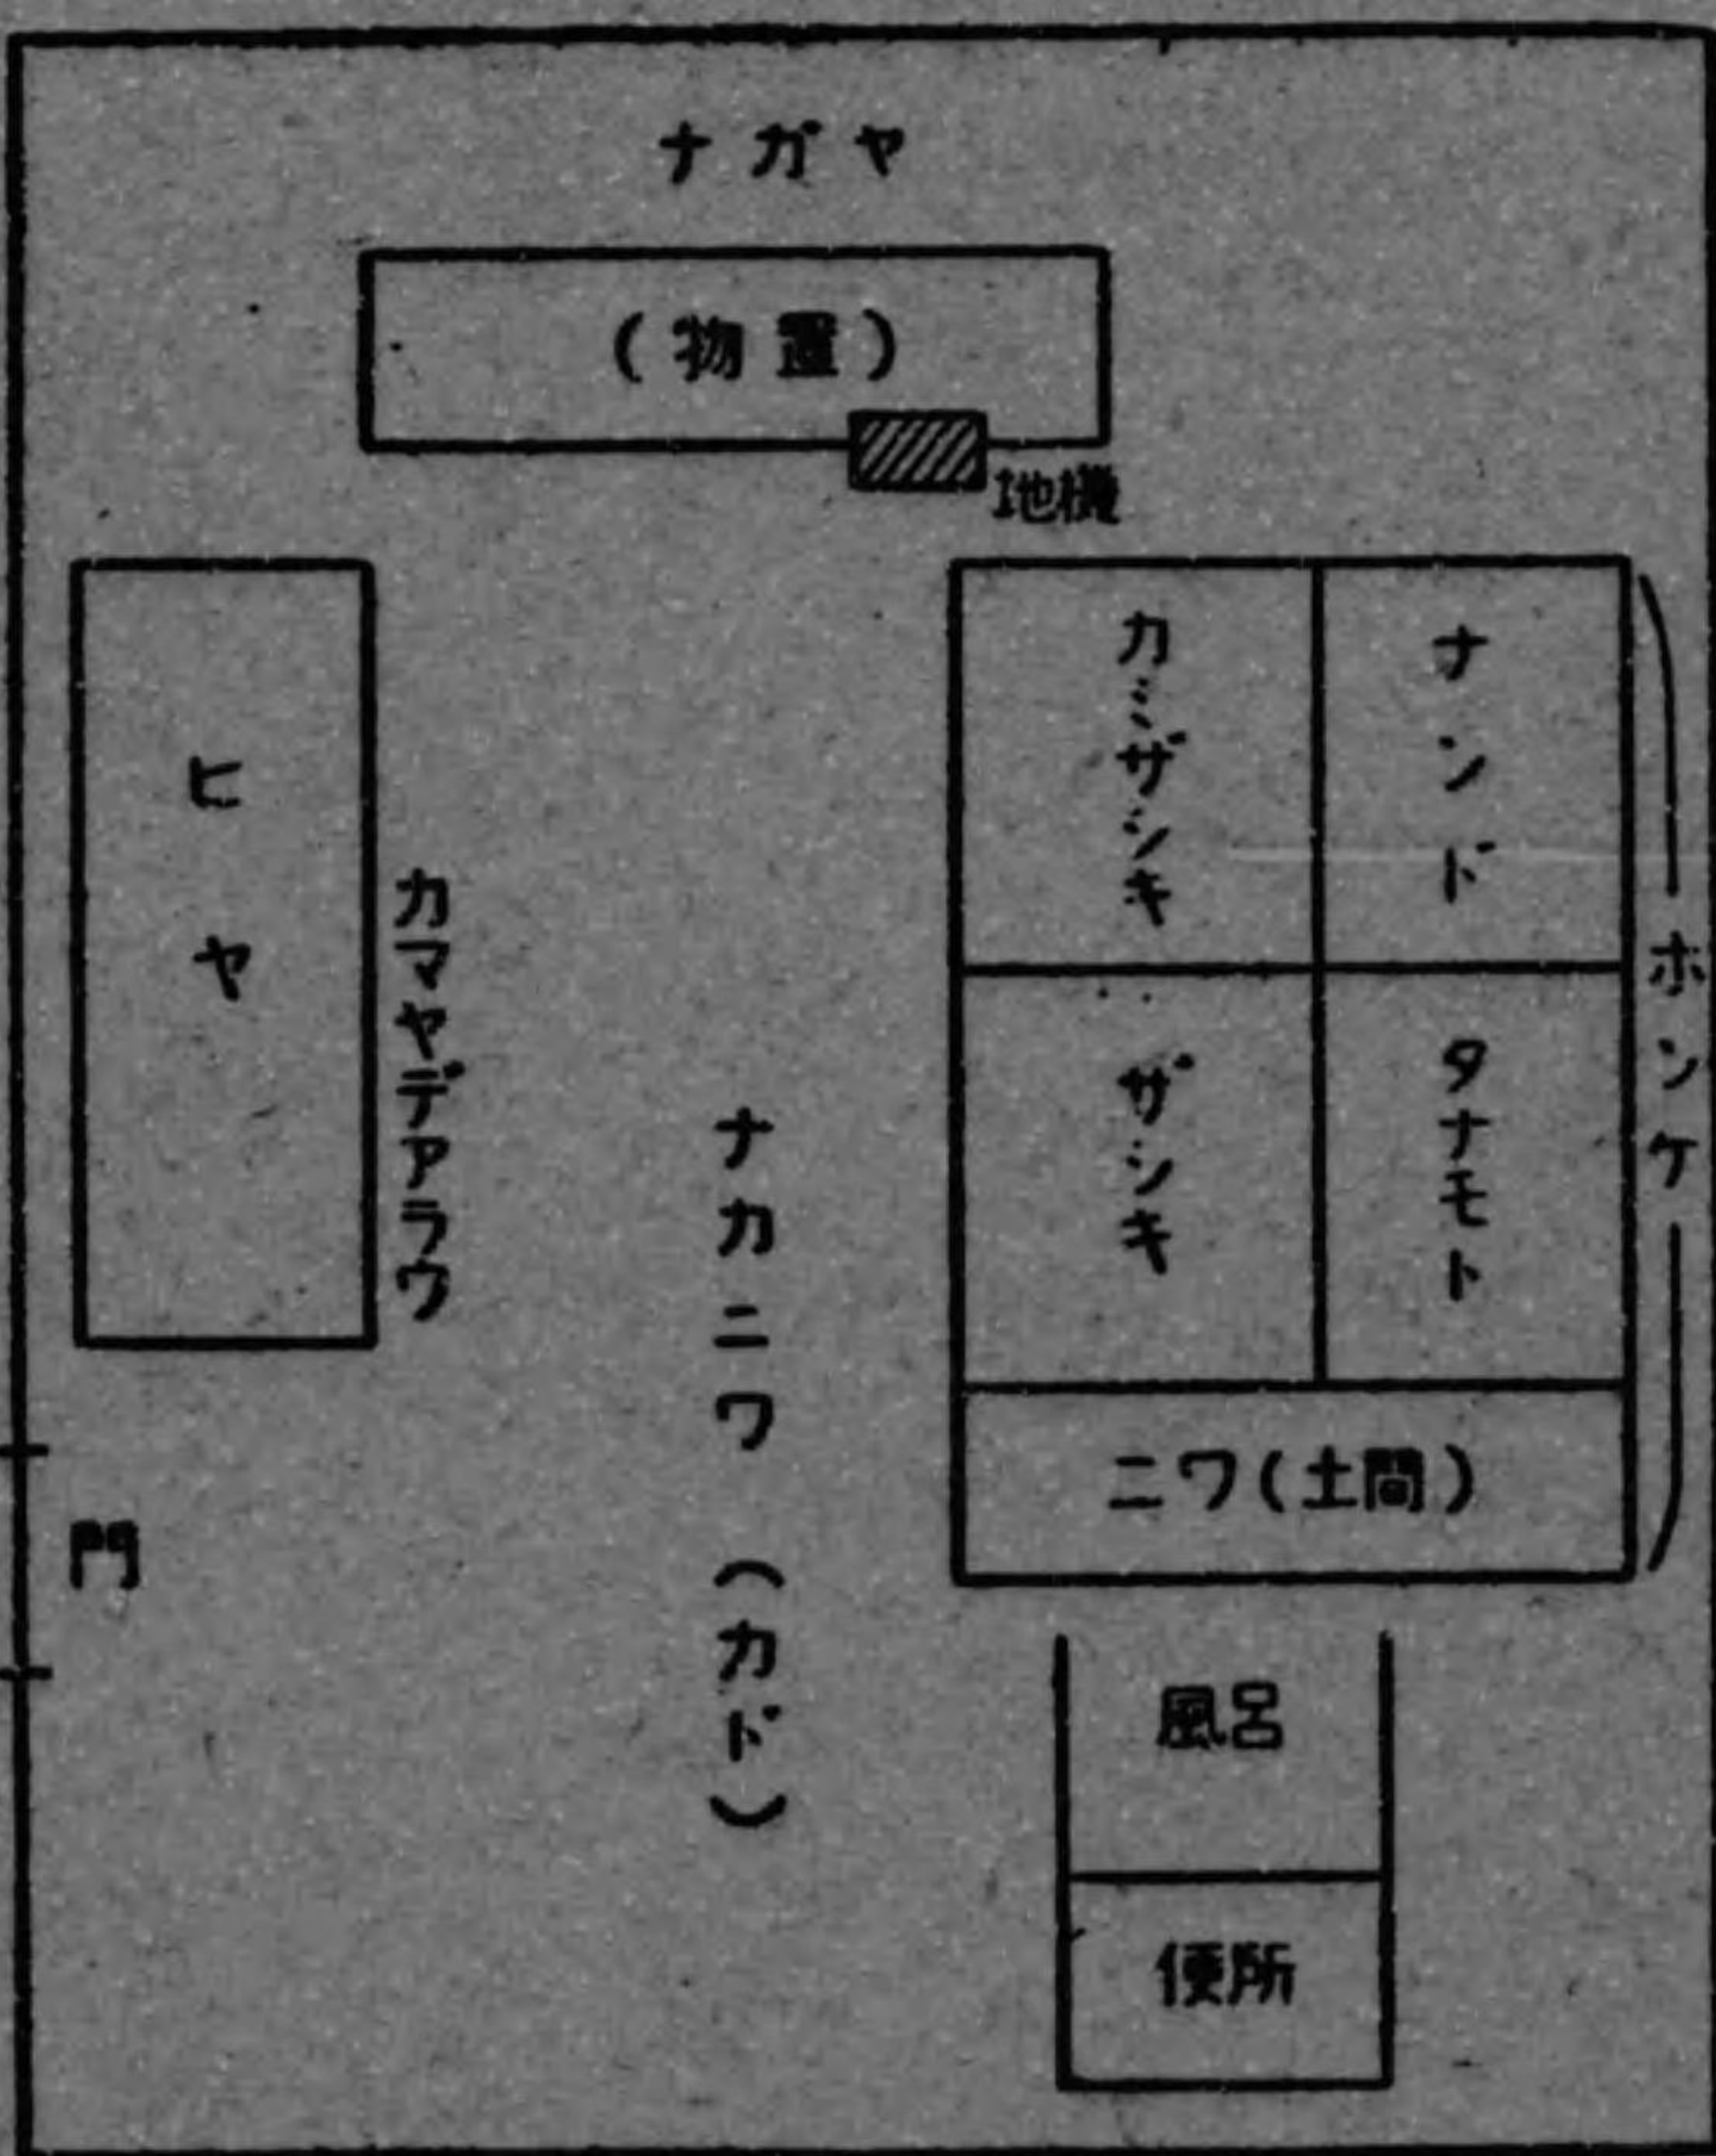 ナガヤ
(物置)
地機
カミザシキ
ナンド
ホンケ
ヒヤ
カマヤデアラウ
ザシキ
タナモト
ナカニワ (カド)
ニワ(土間)
門
風呂
便所